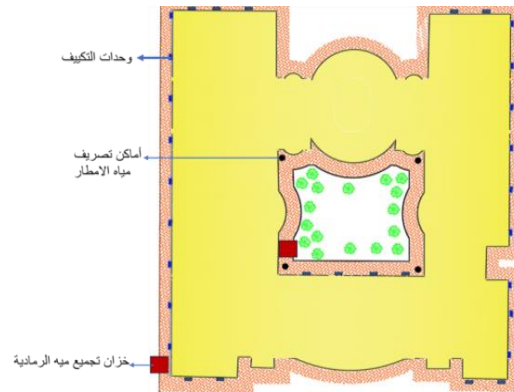 وحدات التكييف
أماكن تصريف
مياه الامطار
خزان تجميع ميه الرمادية